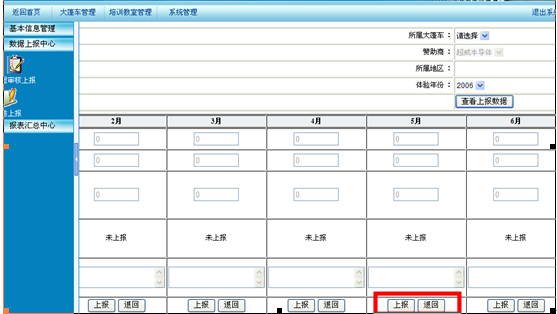 返回首页 大篷车管理 培训教室管理 系统管理 退出系
基本信息管理
数据上报中心
审核上报
上报
报表汇总中心
所属大篷车： 请选择
赞助商： 超威半导体
所属地区：
体验年份： 2006
查看上报数据
2月 3月 4月 5月 6月
0 0 0 0 0
0 0 0 0 0
0 0 0 0 0
未上报 未上报 未上报 未上报 未上报
上报 退回 上报 退回 上报 退回 上报 退回 上报 退回